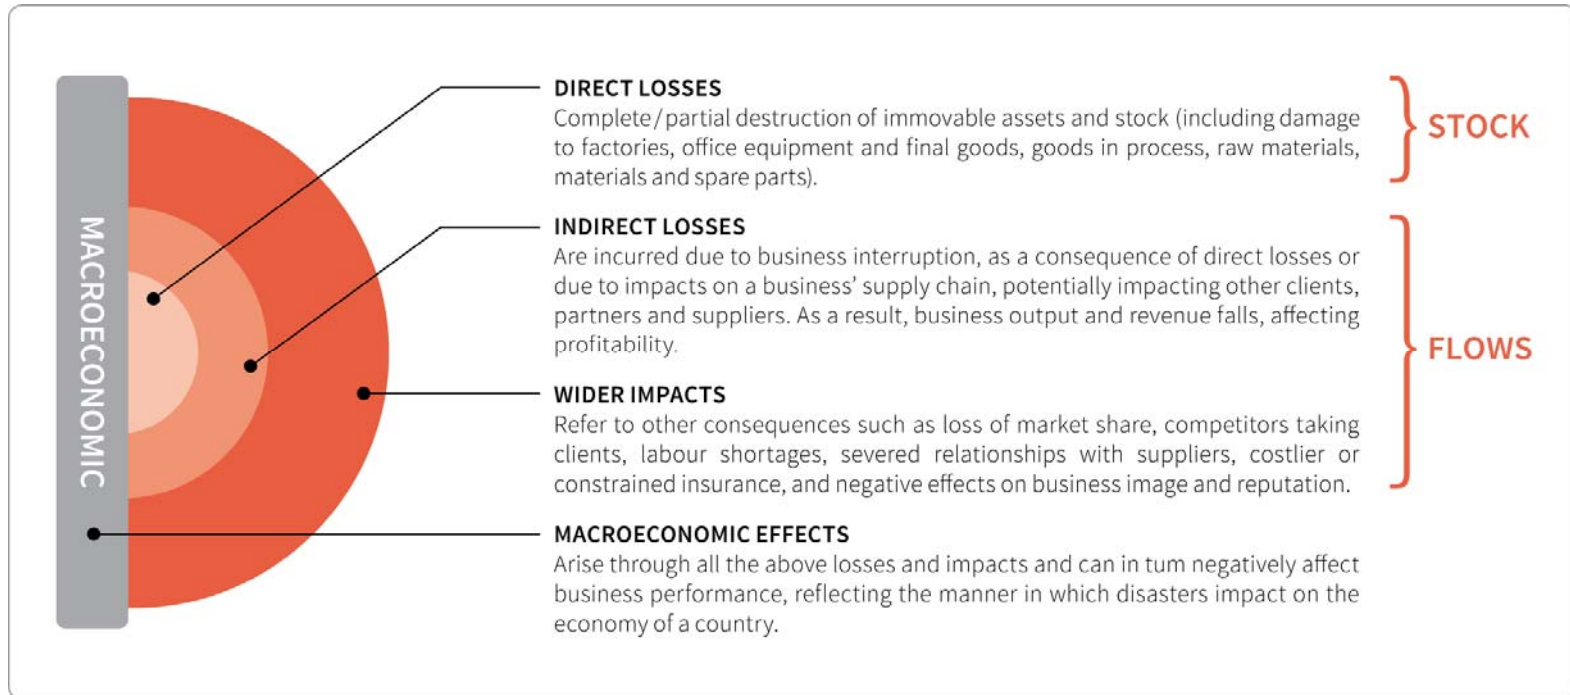 MACROECONOMIC
DIRECT LOSSES
Complete/partial destruction of immovable assets and stock (including damage
to factories, office equipment and final goods, goods in process, raw materials,
materials and spare parts).
STOCK
INDIRECT LOSSES
Are incurred due to business interruption, as a consequence of direct losses or
due to impacts on a business’ supply chain, potentially impacting other clients,
partners and suppliers. As a result, business output and revenue falls, affecting
profitability.
FLOWS
WIDER IMPACTS
Refer to other consequences such as loss of market share, competitors taking
clients, labour shortages, severed relationships with suppliers, costlier or
constrained insurance, and negative effects on business image and reputation.
MACROECONOMIC EFFECTS
Arise through all the above losses and impacts and can in tum negatively affect
business performance, reflecting the manner in which disasters impact on the
economy of a country.